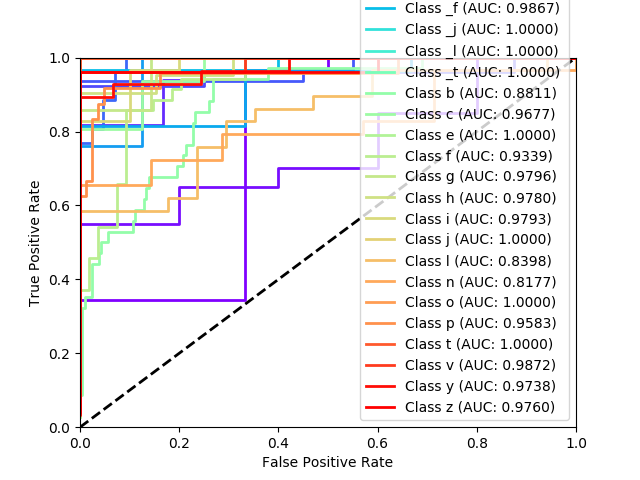 Class _f (AUC: 0.9867)
Class _j (AUC: 1.0000)
Class _l (AUC: 1.0000)
Class _t (AUC: 1.0000)
Class b (AUC: 0.8811)
Class c (AUC: 0.9677)
Class e (AUC: 1.0000)
Class f (AUC: 0.9339)
Class g (AUC: 0.9796)
Class h (AUC: 0.9780)
Class i (AUC: 0.9793)
Class j (AUC: 1.0000)
Class l (AUC: 0.8398)
Class n (AUC: 0.8177)
Class o (AUC: 1.0000)
Class p (AUC: 0.9583)
Class t (AUC: 1.0000)
Class v (AUC: 0.9872)
Class y (AUC: 0.9738)
Class z (AUC: 0.9760)
True Positive Rate
1.0
0.8
0.6
0.4
0.2
0.0
0.0 0.2 0.4 0.6 0.8 1.0
False Positive Rate